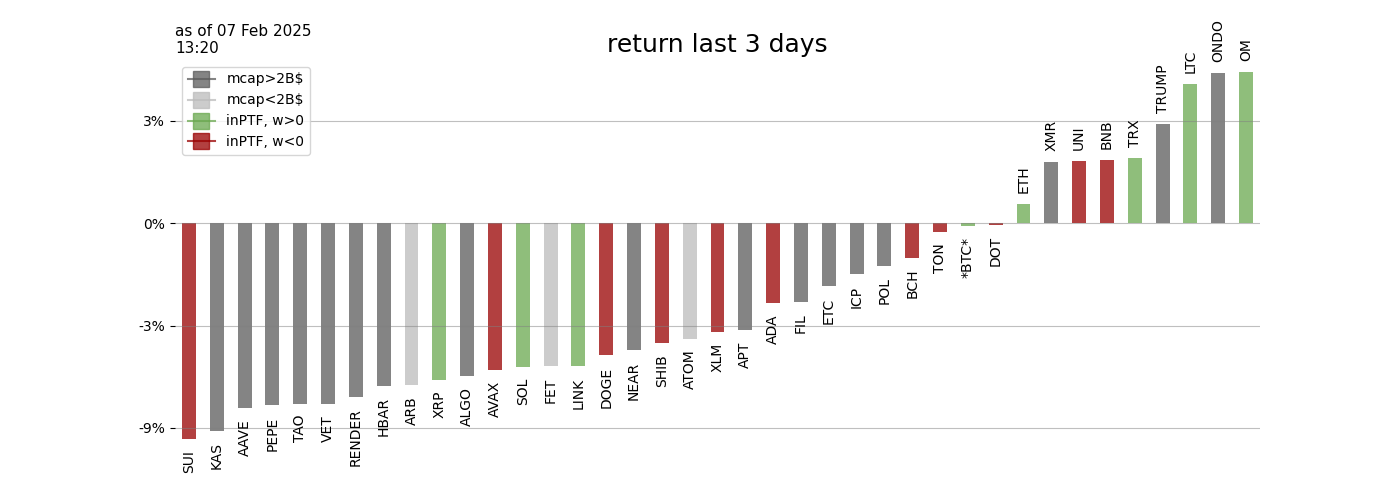 as of 07 Feb 2025
13:20
return last 3 days
mcap>2B$
mcap<2B$
inPTF, w>0
inPTF, w<0
3%
0%
-3%
-9%
SUI
KAS
AAVE
PEPE
TAO
VET
RENDER
HBAR
ARB
XRP
ALGO
AVAX
SOL
FET
LINK
DOGE
NEAR
SHIB
ATOM
XLM
APT
ADA
FIL
ETC
ICP
POL
BCH
TON
*BTC*
DOT
ETH
XMR
UNI
BNB
TRX
TRUMP
LTC
ONDO
OM